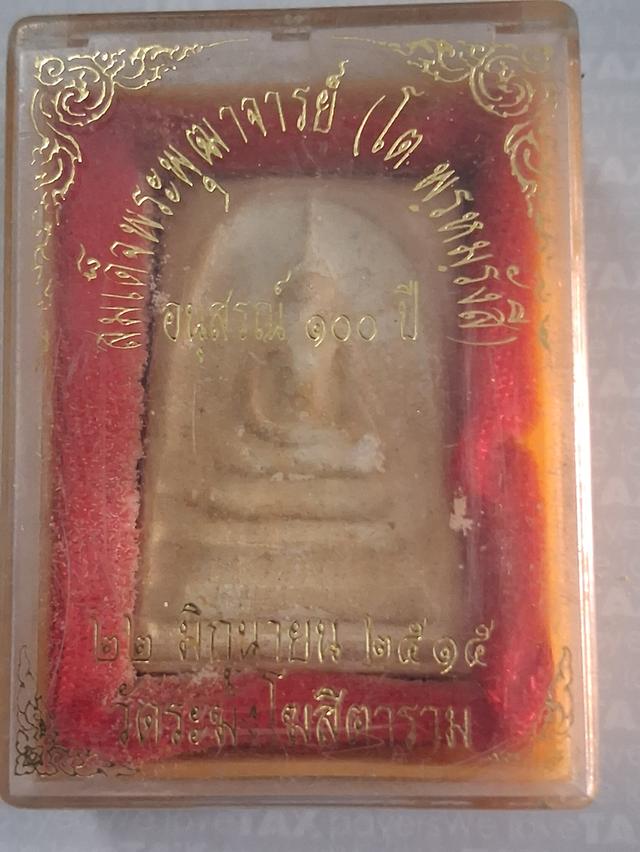 สมเด็จพระพุฒาจารย์ (โต พรหมรังสี)
อนุสรณ์ ๑๐๐ ปี
๒๒ มิถุนายน ๒๕๑๕
วัดระฆังโฆสิตาราม